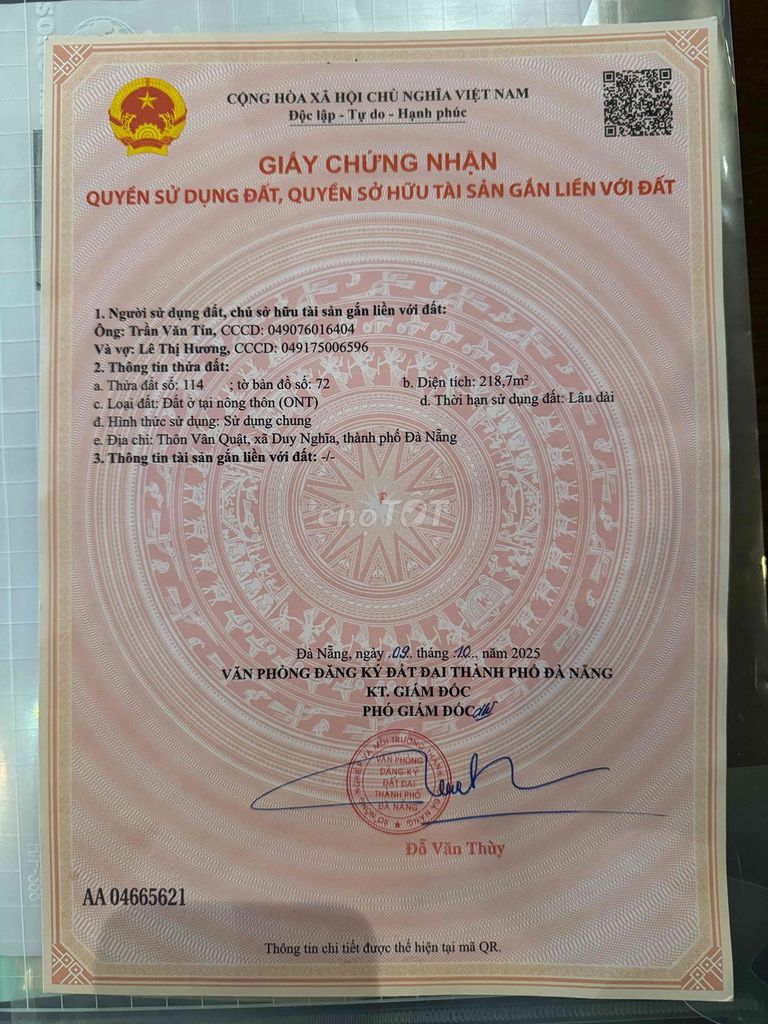 CỘNG HÒA XÃ HỘI CHỦ NGHĨA VIỆT NAM
Độc lập - Tự do - Hạnh phúc
GIẤY CHỨNG NHẬN
QUYỀN SỬ DỤNG ĐẤT, QUYỀN SỞ HỮU TÀI SẢN GẮN LIỀN VỚI ĐẤT
1. Người sử dụng đất, chủ sở hữu tài sản gắn liền với đất:
Ông: Trần Văn Tín, CCCD: 049076016404
Và vợ: Lê Thị Hương, CCCD: 049175006596
2. Thông tin thửa đất:
a. Thửa đất số: 114 ; tờ bản đồ số: 72 b. Diện tích: 218,7m²
c. Loại đất: Đất ở tại nông thôn (ONT) d. Thời hạn sử dụng đất: Lâu dài
đ. Hình thức sử dụng: Sử dụng chung
e. Địa chỉ: Thôn Vân Quật, xã Duy Nghĩa, thành phố Đà Nẵng
3. Thông tin tài sản gắn liền với đất: -/-
chợTỐT
Đà Nẵng, ngày .09.. tháng .10... năm 2025
VĂN PHÒNG ĐĂNG KÝ ĐẤT ĐAI THÀNH PHỐ ĐÀ NẴNG
KT. GIÁM ĐỐC
PHÓ GIÁM ĐỐC
VĂN PHÒNG
ĐĂNG KÝ
ĐẤT ĐAI
THÀNH PHỐ
ĐÀ NẴNG
Đỗ Văn Thùy
AA 04665621
Thông tin chi tiết được thể hiện tại mã QR.